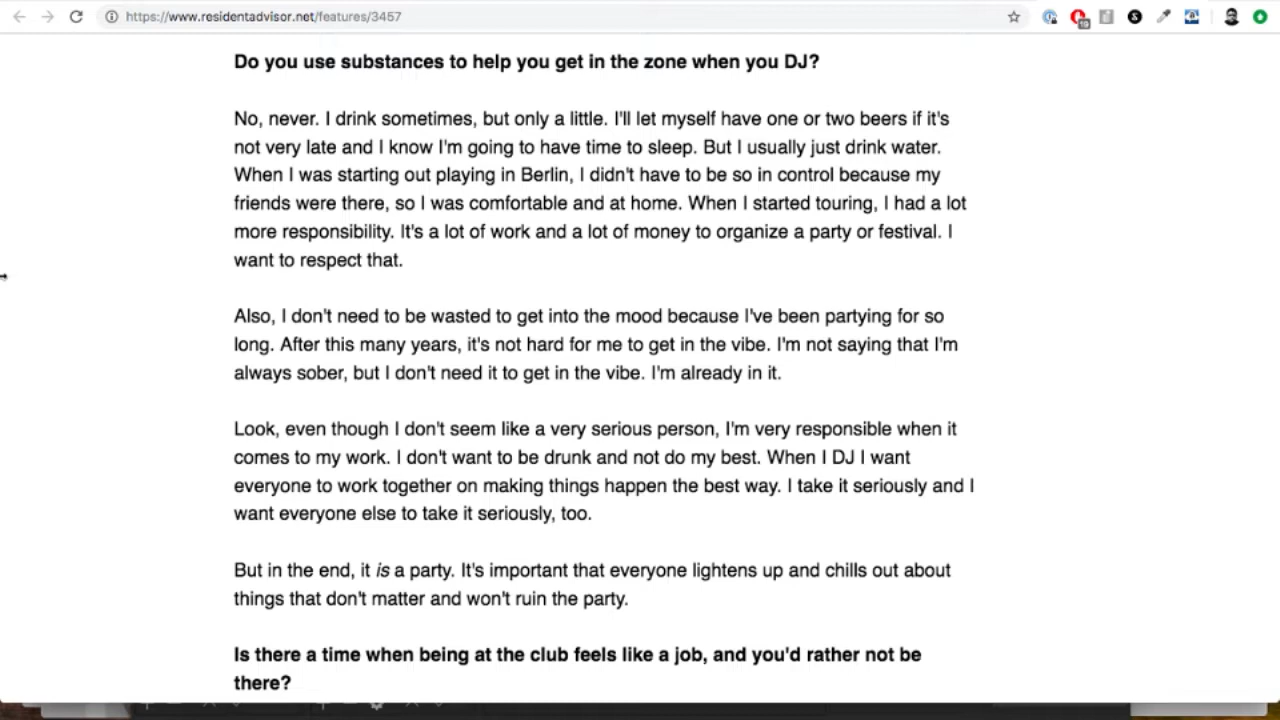 https://www.residentadvisor.net/features/3457
19
Do you use substances to help you get in the zone when you DJ?
No, never. I drink sometimes, but only a little. I'll let myself have one or two beers if it's
not very late and I know I'm going to have time to sleep. But I usually just drink water.
When I was starting out playing in Berlin, I didn't have to be so in control because my
friends were there, so I was comfortable and at home. When I started touring, I had a lot
more responsibility. It's a lot of work and a lot of money to organize a party or festival. I
want to respect that.
Also, I don't need to be wasted to get into the mood because I've been partying for so
long. After this many years, it's not hard for me to get in the vibe. I'm not saying that I'm
always sober, but I don't need it to get in the vibe. I'm already in it.
Look, even though I don't seem like a very serious person, I'm very responsible when it
comes to my work. I don't want to be drunk and not do my best. When I DJ I want
everyone to work together on making things happen the best way. I take it seriously and I
want everyone else to take it seriously, too.
But in the end, it is a party. It's important that everyone lightens up and chills out about
things that don't matter and won't ruin the party.
Is there a time when being at the club feels like a job, and you'd rather not be
there?